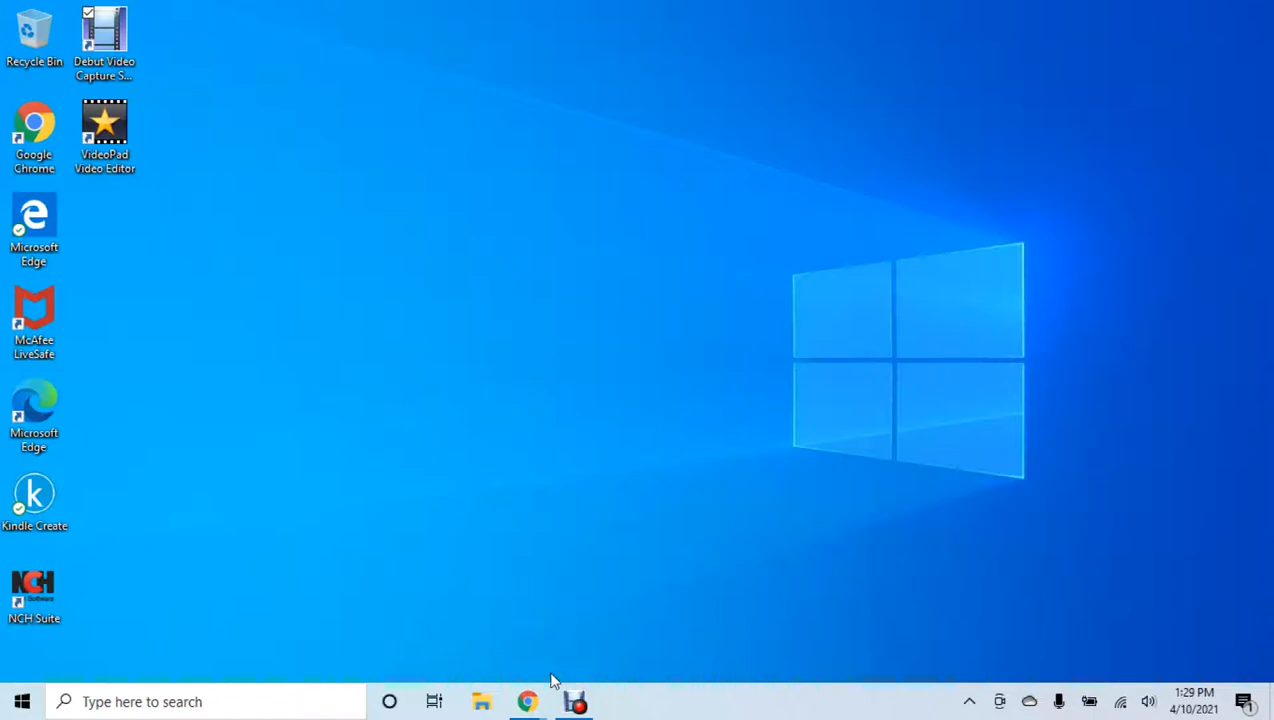 Recycle Bin
Debut Video
Capture S...
Google
Chrome
VideoPad
Video Editor
Microsoft
Edge
McAfee
LiveSafe
Microsoft
Edge
k
Kindle Create
NCH
NCH Suite
Type here to search
1:29 PM
4/10/2021
1